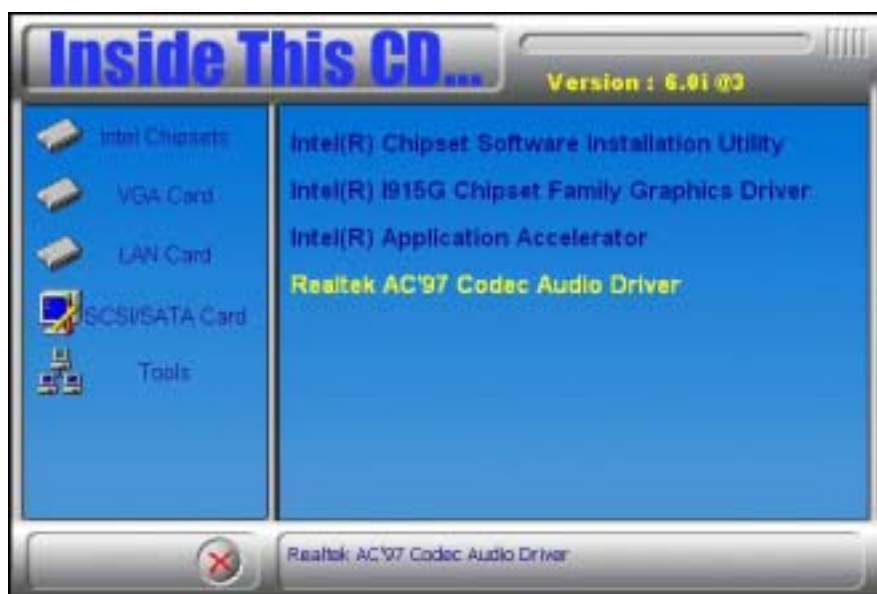 Inside This CD...
Version : 6.0i @3
Intel Chipsets
VGA Card
LAN Card
SCSI/SATA Card
Tools
Intel(R) Chipset Software Installation Utility
Intel(R) I915G Chipset Family Graphics Driver
Intel(R) Application Accelerator
Realtek AC'97 Codec Audio Driver
Realtek AC'97 Codec Audio Driver